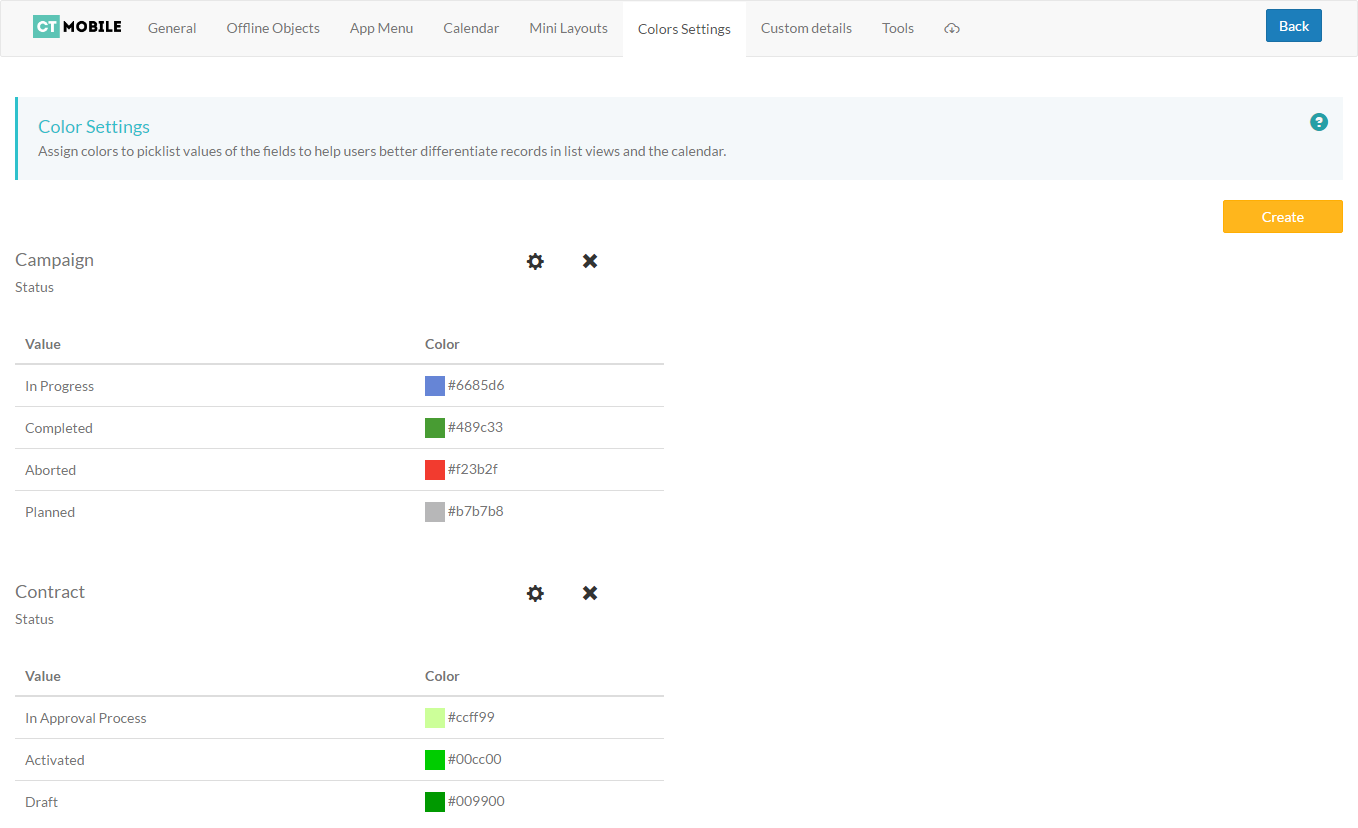 CT MOBILE General Offline Objects App Menu Calendar Mini Layouts Colors Settings Custom details Tools Back
Color Settings
?
Assign colors to picklist values of the fields to help users better differentiate records in list views and the calendar.
Create
Campaign
Status
Value Color
In Progress #6685d6
Completed #489c33
Aborted #f23b2f
Planned #b7b7b8
Contract
Status
Value Color
In Approval Process #ccff99
Activated #00cc00
Draft #009900